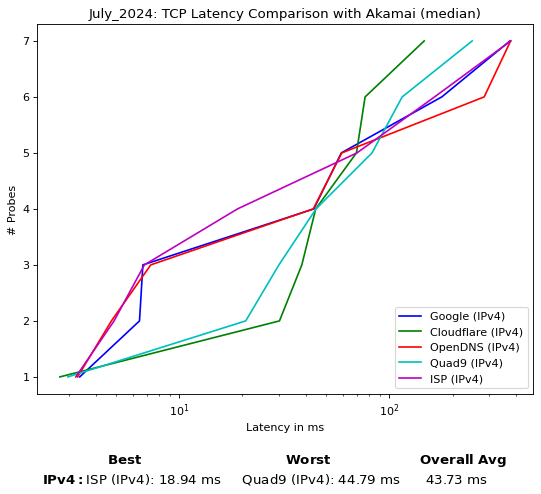 July_2024: TCP Latency Comparison with Akamai (median)
7
6
5
4
3
2
1
# Probes
10¹
10²
Latency in ms
Google (IPv4)
Cloudflare (IPv4)
OpenDNS (IPv4)
Quad9 (IPv4)
ISP (IPv4)
Best Worst Overall Avg
IPv4: ISP (IPv4): 18.94 ms Quad9 (IPv4): 44.79 ms 43.73 ms